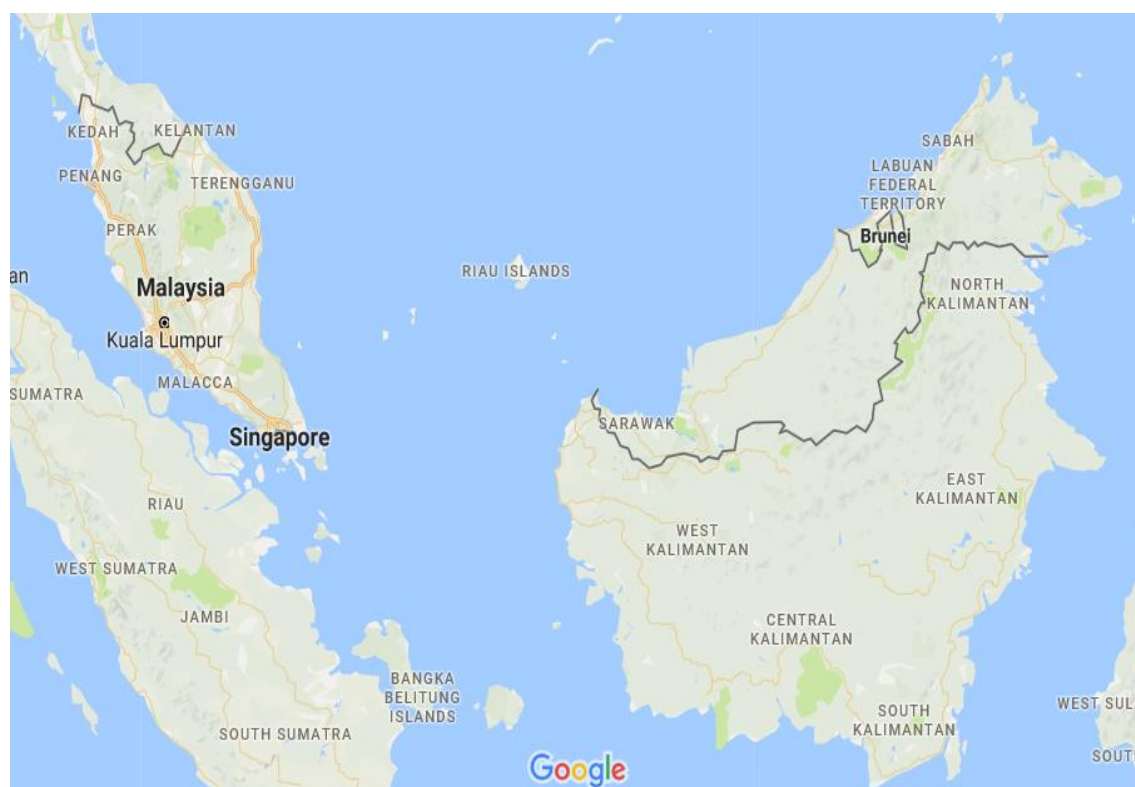 KEDAH
KELANTAN
PENANG
TERENGGANU
PERAK
an
Malaysia
Kuala Lumpur
MALACCA
SUMATRA
Singapore
RIAU
WEST SUMATRA
JAMBI
SOUTH SUMATRA
BANGKA
BELITUNG
ISLANDS
RIAU ISLANDS
SABAH
LABUAN
FEDERAL
TERRITORY
Brunei
NORTH
KALIMANTAN
SARAWAK
EAST
KALIMANTAN
WEST
KALIMANTAN
CENTRAL
KALIMANTAN
SOUTH
KALIMANTAN
WEST SUL
SOUT
Google